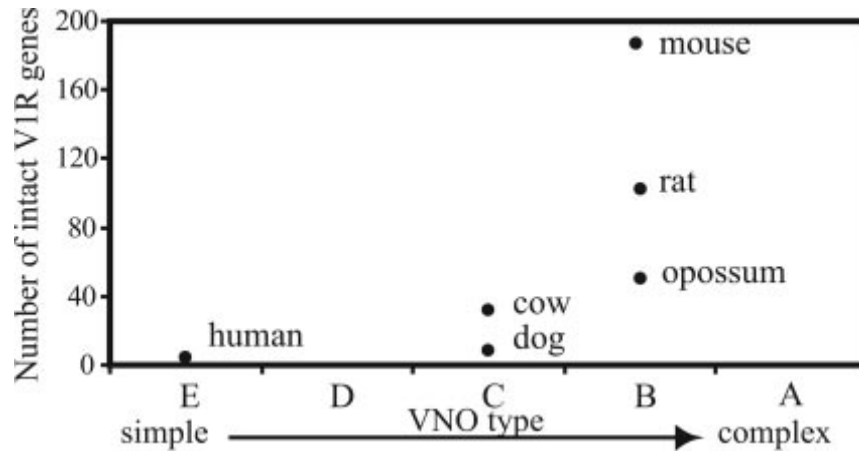 Number of intact V1R genes
200
160
120
80
40
0
mouse
rat
opossum
cow
dog
human
E D C B A
simple VNO type complex